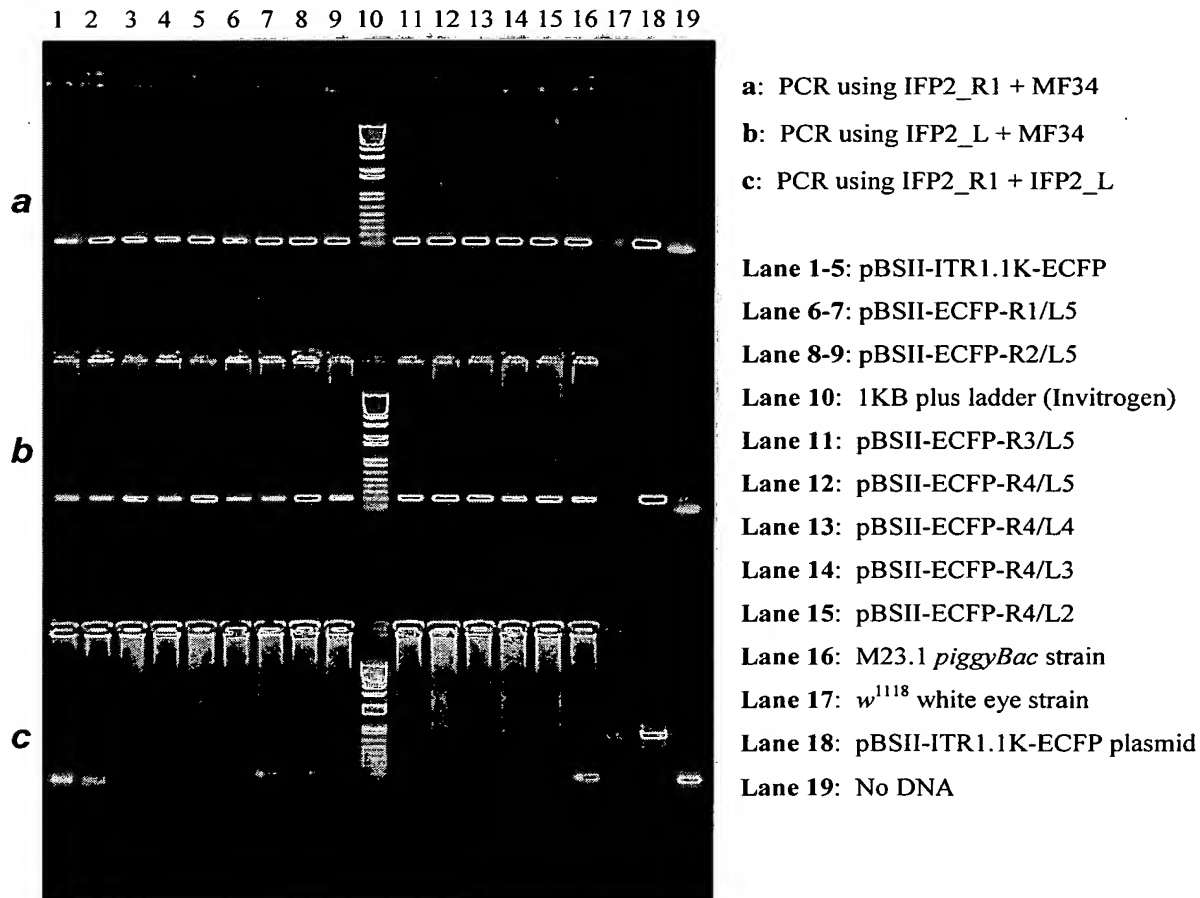 1 2 3 4 5 6 7 8 9 10 11 12 13 14 15 16 17 18 19
a: PCR using IFP2_R1 + MF34
b: PCR using IFP2_L + MF34
c: PCR using IFP2_R1 + IFP2_L
a
b
c
Lane 1-5: pBSII-ITR1.1K-ECFP
Lane 6-7: pBSII-ECFP-R1/L5
Lane 8-9: pBSII-ECFP-R2/L5
Lane 10: 1KB plus ladder (Invitrogen)
Lane 11: pBSII-ECFP-R3/L5
Lane 12: pBSII-ECFP-R4/L5
Lane 13: pBSII-ECFP-R4/L4
Lane 14: pBSII-ECFP-R4/L3
Lane 15: pBSII-ECFP-R4/L2
Lane 16: M23.1 piggyBac strain
Lane 17: w¹¹¹⁸ white eye strain
Lane 18: pBSII-ITR1.1K-ECFP plasmid
Lane 19: No DNA